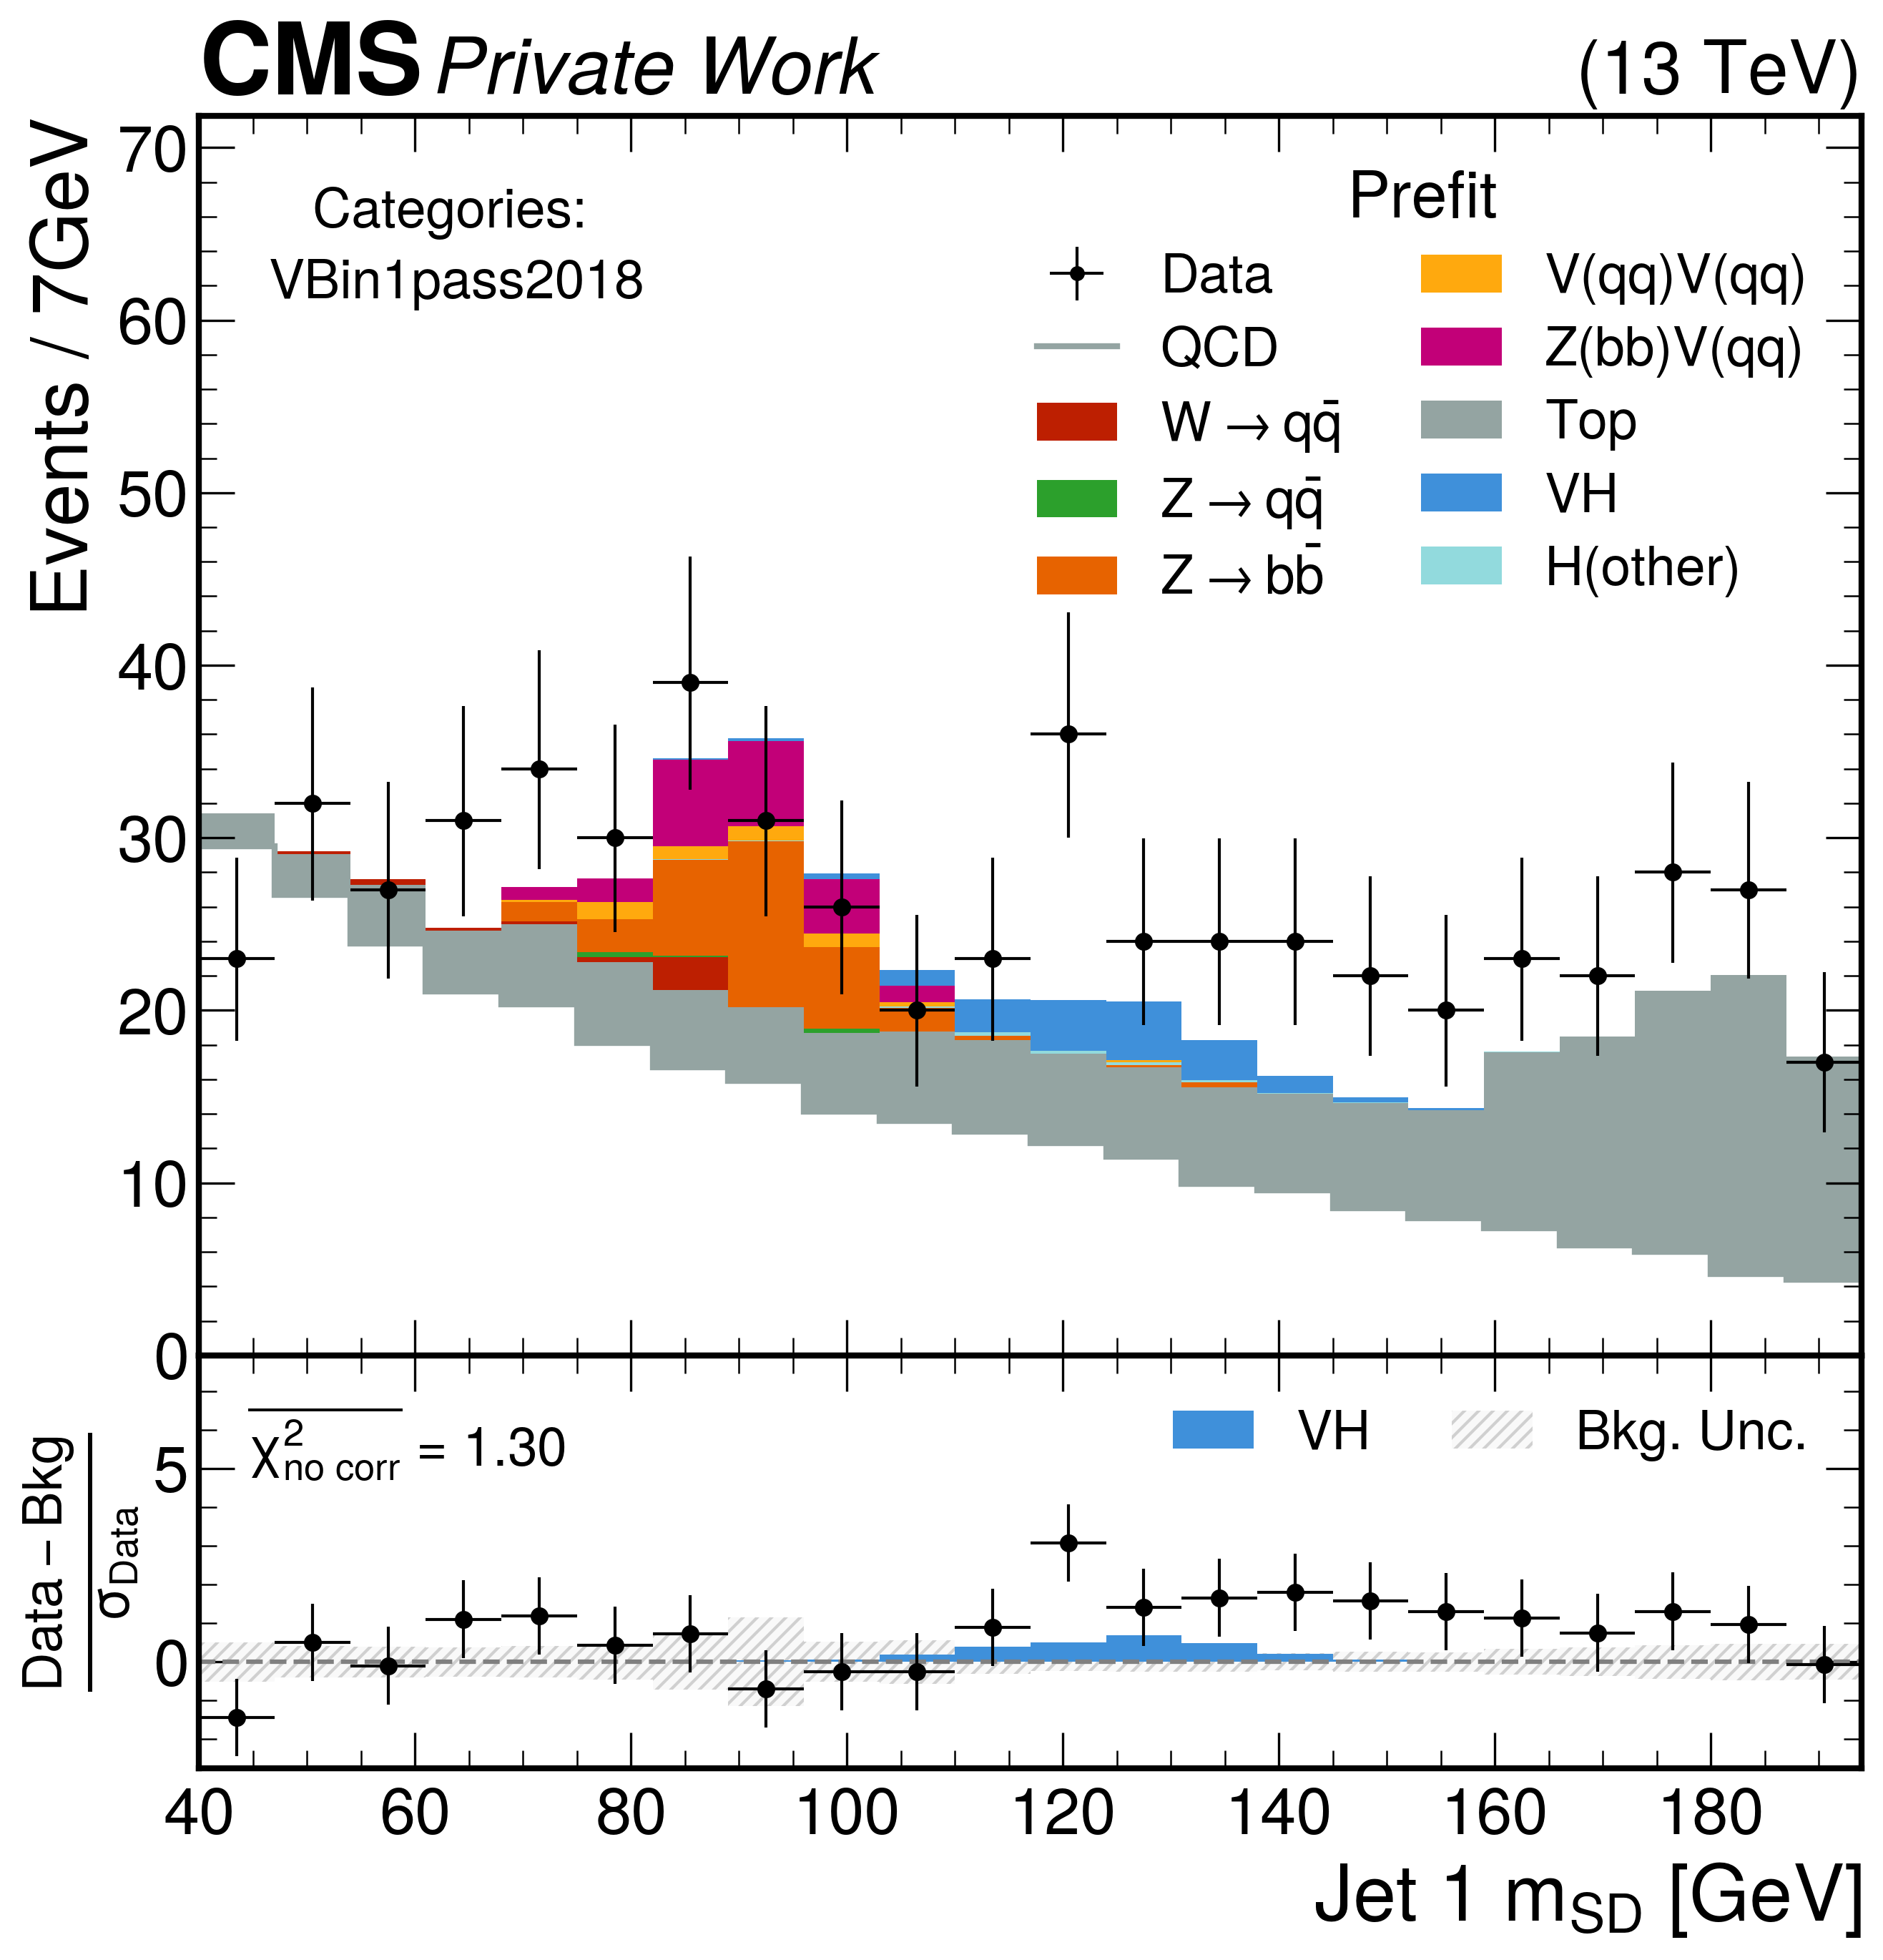 CMS Private Work (13 TeV)
Events / 7GeV
70
60
50
40
30
20
10
0
Categories:
VBin1pass2018
Prefit
Data
QCD
W → qq̄
Z → qq̄
Z → bb̄
V(qq)V(qq)
Z(bb)V(qq)
Top
VH
H(other)
Data − Bkg
σData
5
0
χ²no corr = 1.30
VH
Bkg. Unc.
40 60 80 100 120 140 160 180
Jet 1 mSD [GeV]